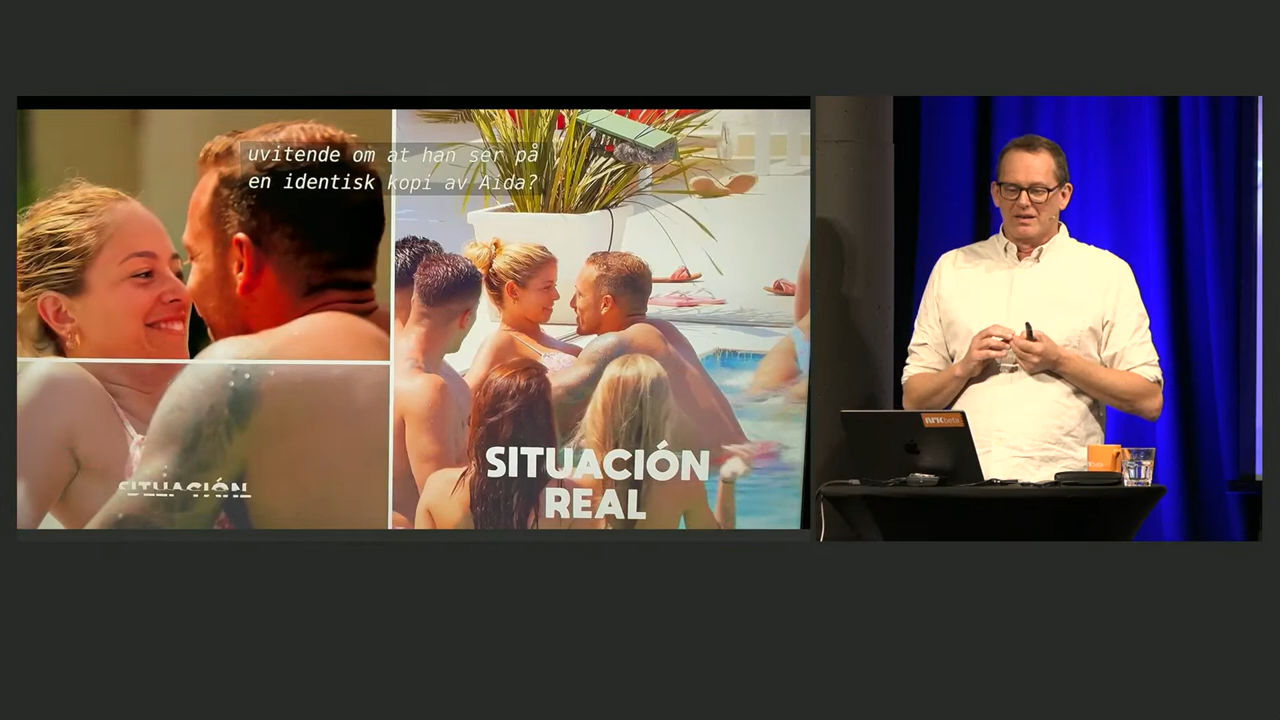 uvitende om at han ser på
en identisk kopi av Aida?
SITUACIÓN
SITUACIÓN
REAL
NRKbeta